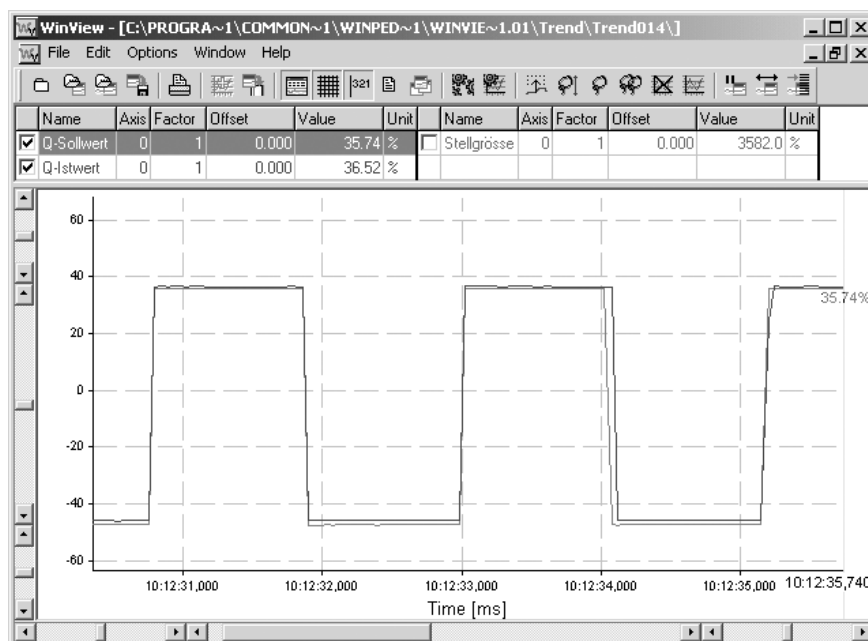 WinView - [C:\PROGRA~1\COMMON~1\WINPED~1\WINVIE~1.01\Trend\Trend014\]
File Edit Options Window Help
321
Name Axis Factor Offset Value Unit Name Axis Factor Offset Value Unit
Q-Sollwert 0 1 0.000 35.74 % Stellgrösse 0 1 0.000 3582.0 %
Q-Istwert 0 1 0.000 36.52 %
60
40
35.74%
20
0
-20
-40
-60
10:12:31,000 10:12:32,000 10:12:33,000 10:12:34,000 10:12:35,000 10:12:35,740
Time [ms]